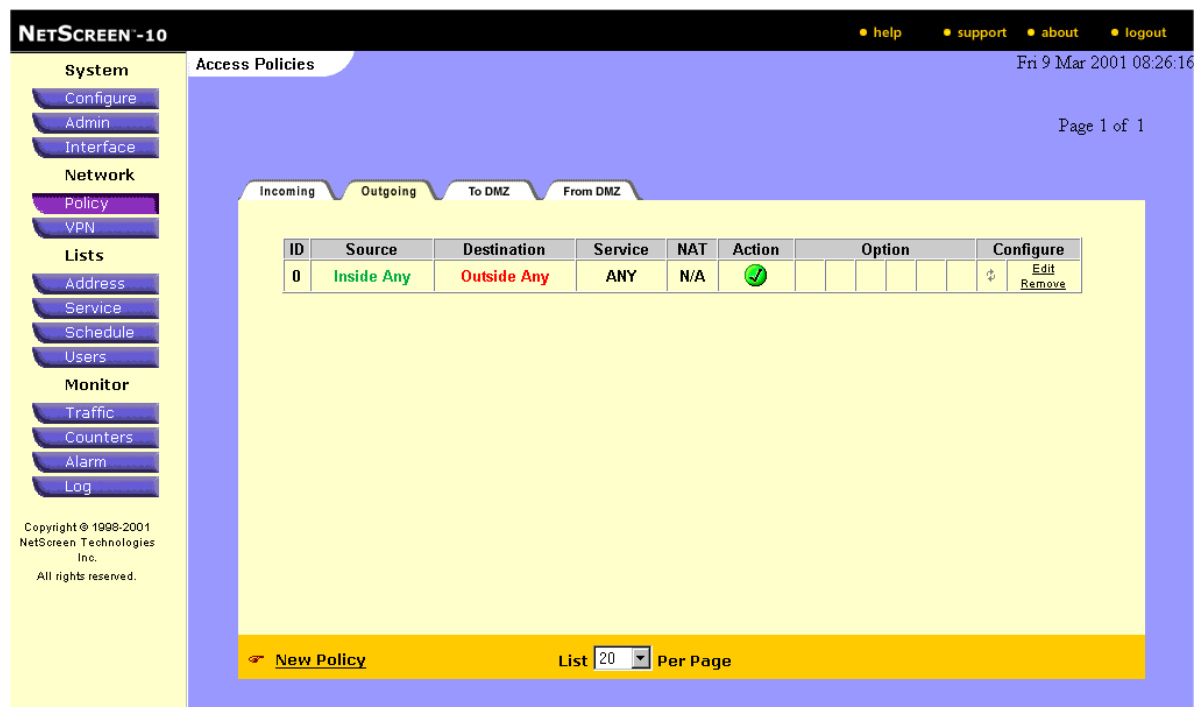 NETSCREEN™-10
help support about logout
System
Configure
Admin
Interface
Network
Policy
VPN
Lists
Address
Service
Schedule
Users
Monitor
Traffic
Counters
Alarm
Log
Copyright © 1998-2001
NetScreen Technologies
Inc.
All rights reserved.
Access Policies
Fri 9 Mar 2001 08:26:16
Page 1 of 1
Incoming Outgoing To DMZ From DMZ
ID Source Destination Service NAT Action Option Configure
0 Inside Any Outside Any ANY N/A Edit
Remove
New Policy List 20 Per Page